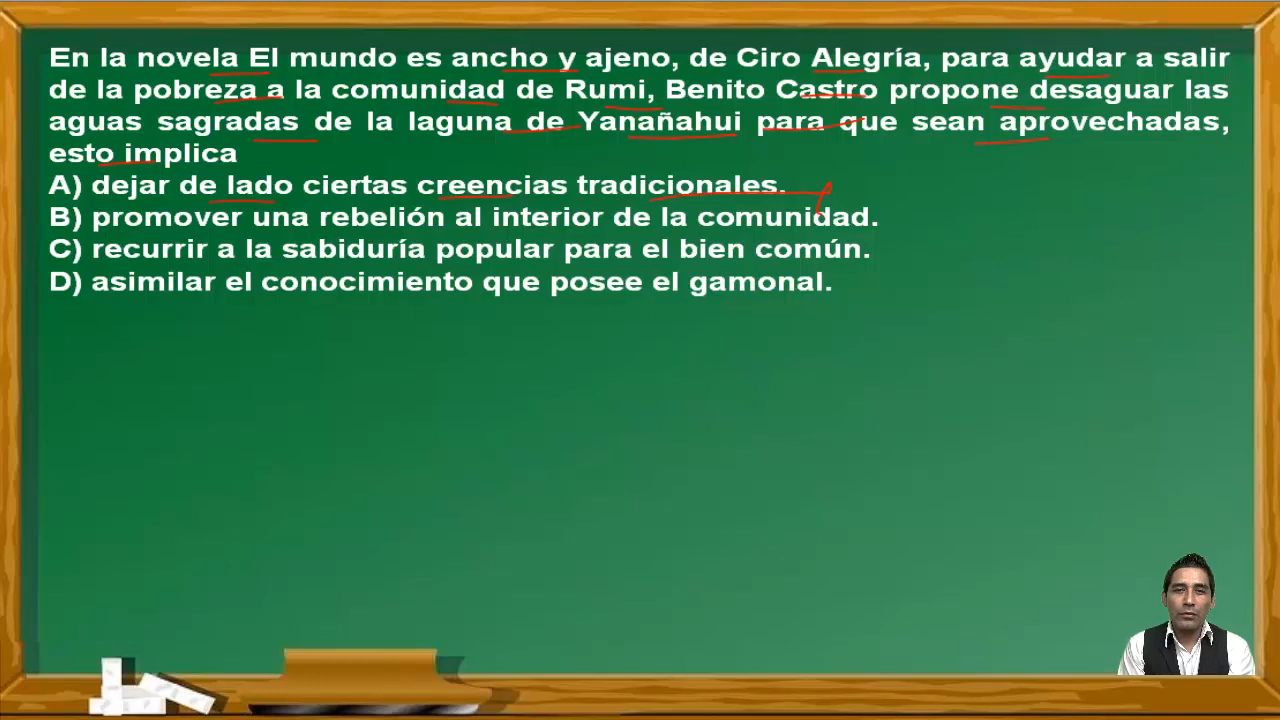 En la novela El mundo es ancho y ajeno, de Ciro Alegría, para ayudar a salir
de la pobreza a la comunidad de Rumi, Benito Castro propone desaguar las
aguas sagradas de la laguna de Yanañahui para que sean aprovechadas,
esto implica
A) dejar de lado ciertas creencias tradicionales.
B) promover una rebelión al interior de la comunidad.
C) recurrir a la sabiduría popular para el bien común.
D) asimilar el conocimiento que posee el gamonal.